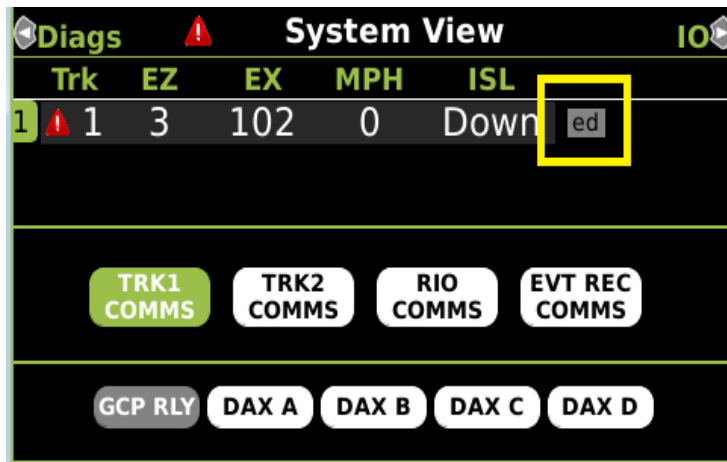 Diags System View IO
Trk EZ EX MPH ISL
1 1 3 102 0 Down ed
TRK1 TRK2 RIO EVT REC
COMMS COMMS COMMS COMMS
GCP RLY DAX A DAX B DAX C DAX D